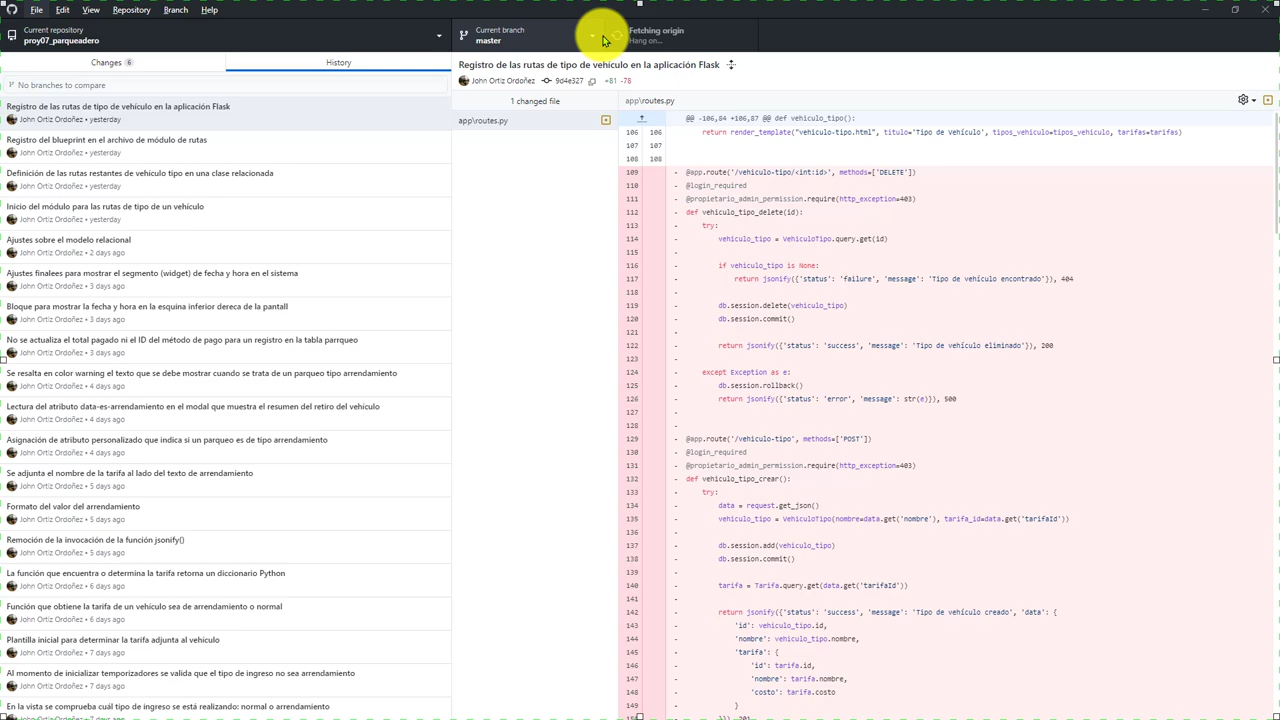 File Edit View Repository Branch Help
Current repository
proy07_parqueadero
Current branch
master
Fetching origin
Hang on...
Changes 6
History
No branches to compare
Registro de las rutas de tipo de vehículo en la aplicación Flask
John Ortiz Ordoñez • yesterday
Registro del blueprint en el archivo de módulo de rutas
John Ortiz Ordoñez • yesterday
Definición de las rutas restantes de vehículo tipo en una clase relacionada
John Ortiz Ordoñez • yesterday
Inicio del módulo para las rutas de tipo de un vehículo
John Ortiz Ordoñez • yesterday
Ajustes sobre el modelo relacional
John Ortiz Ordoñez • 2 days ago
Ajustes finalees para mostrar el segmento (widget) de fecha y hora en el sistema
John Ortiz Ordoñez • 3 days ago
Bloque para mostrar la fecha y hora en la esquina inferior dereca de la pantall
John Ortiz Ordoñez • 3 days ago
No se actualiza el total pagado ni el ID del método de pago para un registro en la tabla parrqueo
John Ortiz Ordoñez • 3 days ago
Se resalta en color warning el texto que se debe mostrar cuando se trata de un parqueo tipo arrendamiento
John Ortiz Ordoñez • 4 days ago
Lectura del atributo data-es-arrendamiento en el modal que muestra el resumen del retiro del vehículo
John Ortiz Ordoñez • 4 days ago
Asignación de atributo personalizado que indica si un parqueo es de tipo arrendamiento
John Ortiz Ordoñez • 4 days ago
Se adjunta el nombre de la tarifa al lado del texto de arrendamiento
John Ortiz Ordoñez • 5 days ago
Formato del valor del arrendamiento
John Ortiz Ordoñez • 5 days ago
Remoción de la invocación de la función jsonify()
John Ortiz Ordoñez • 5 days ago
La función que encuentra o determina la tarifa retorna un diccionario Python
John Ortiz Ordoñez • 6 days ago
Función que obtiene la tarifa de un vehículo sea de arrendamiento o normal
John Ortiz Ordoñez • 6 days ago
Plantilla inicial para determinar la tarifa adjunta al vehículo
John Ortiz Ordoñez • 7 days ago
Al momento de inicializar temporizadores se valida que el tipo de ingreso no sea arrendamiento
John Ortiz Ordoñez • 7 days ago
En la vista se comprueba cuál tipo de ingreso se está realizando: normal o arrendamiento
John Ortiz Ordoñez • 7 days ago
Registro de las rutas de tipo de vehículo en la aplicación Flask
John Ortiz Ordoñez 9d4e327 +81 -78
1 changed file
app\routes.py
app\routes.py
@@ -106,84 +106,87 @@ def vehiculo_tipo():
106 106 return render_template("vehiculo-tipo.html", titulo='Tipo de Vehículo', tipos_vehiculo=tipos_vehiculo, tarifas=tarifas)
107 107
108 108
109 - @app.route('/vehiculo-tipo/<int:id>', methods=['DELETE'])
110 - @login_required
111 - @propietario_admin_permission.require(http_exception=403)
112 - def vehiculo_tipo_delete(id):
113 - try:
114 - vehiculo_tipo = VehiculoTipo.query.get(id)
115 -
116 - if vehiculo_tipo is None:
117 - return jsonify({'status': 'failure', 'message': 'Tipo de vehículo encontrado'}), 404
118 -
119 - db.session.delete(vehiculo_tipo)
120 - db.session.commit()
121 -
122 - return jsonify({'status': 'success', 'message': 'Tipo de vehículo eliminado'}), 200
123 -
124 - except Exception as e:
125 - db.session.rollback()
126 - return jsonify({'status': 'error', 'message': str(e)}), 500
127 -
128 -
129 - @app.route('/vehiculo-tipo', methods=['POST'])
130 - @login_required
131 - @propietario_admin_permission.require(http_exception=403)
132 - def vehiculo_tipo_crear():
133 - try:
134 - data = request.get_json()
135 - vehiculo_tipo = VehiculoTipo(nombre=data.get('nombre'), tarifa_id=data.get('tarifaId'))
136 -
137 - db.session.add(vehiculo_tipo)
138 - db.session.commit()
139 -
140 - tarifa = Tarifa.query.get(data.get('tarifaId'))
141 -
142 - return jsonify({'status': 'success', 'message': 'Tipo de vehículo creado', 'data': {
143 - 'id': vehiculo_tipo.id,
144 - 'nombre': vehiculo_tipo.nombre,
145 - 'tarifa': {
146 - 'id': tarifa.id,
147 - 'nombre': tarifa.nombre,
148 - 'costo': tarifa.costo
149 - }